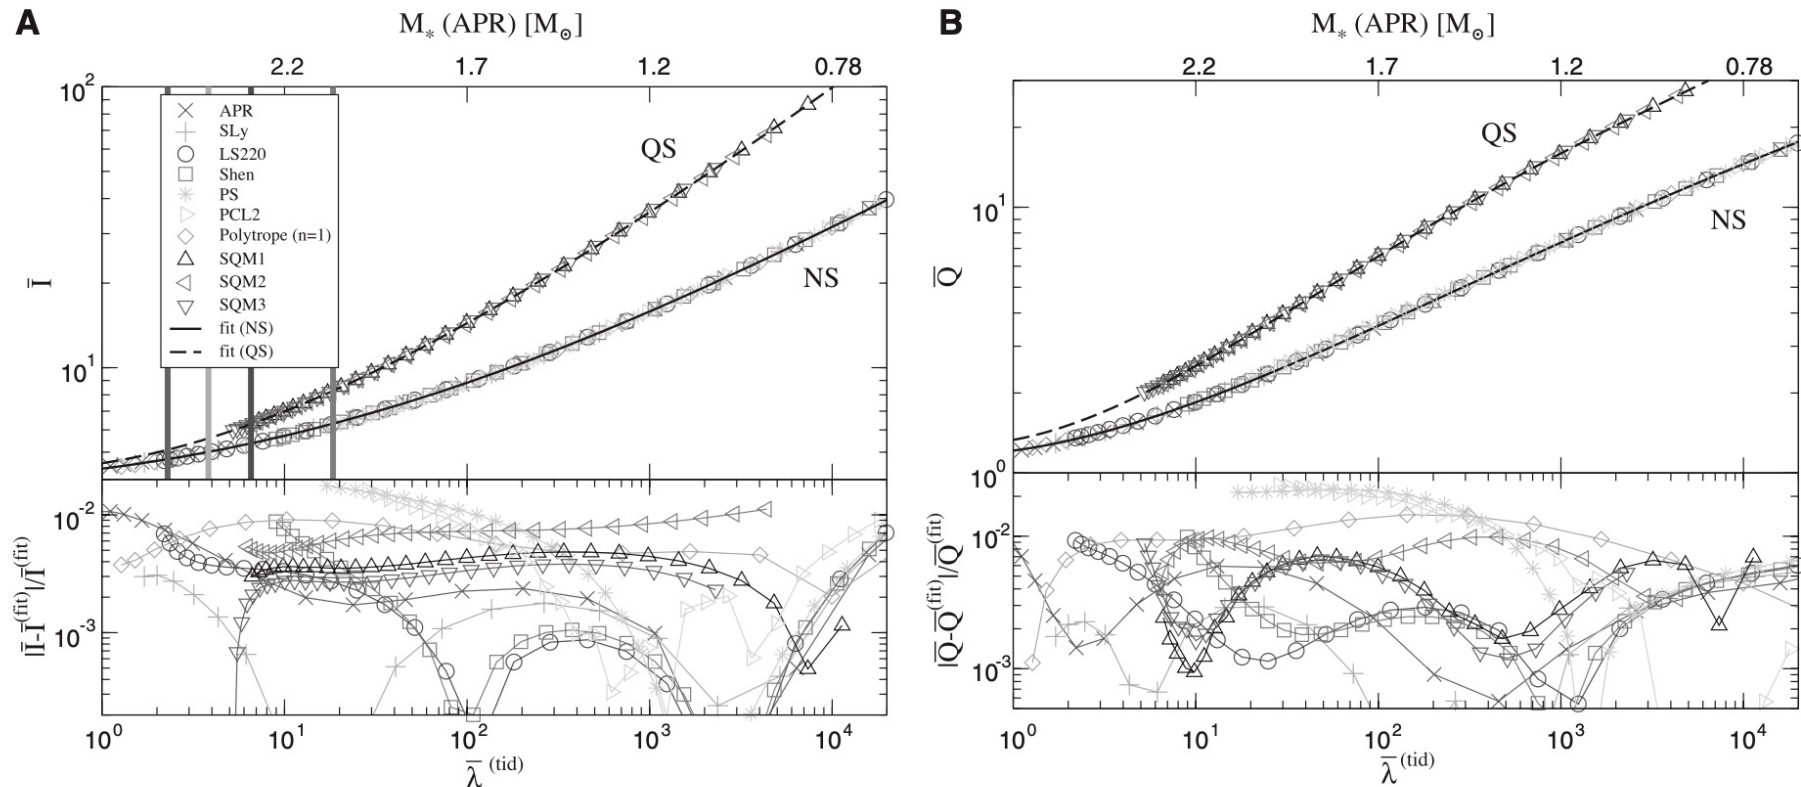 A
M* (APR) [M⊙]
2.2 1.7 1.2 0.78
10²
APR
SLy
LS220
Shen
PS
PCL2
Polytrope (n=1)
SQM1
SQM2
SQM3
fit (NS)
fit (QS)
QS
NS
Ī
10¹
10⁻²
10⁻³
|Ī-Ī^(fit)|/Ī^(fit)
10⁰ 10¹ 10² 10³ 10⁴
λ̄^(tid)
B
M* (APR) [M⊙]
2.2 1.7 1.2 0.78
QS
NS
Q̄
10¹
10⁰
10⁻²
10⁻³
|Q̄-Q̄^(fit)|/Q̄^(fit)
10⁰ 10¹ 10² 10³ 10⁴
λ̄^(tid)